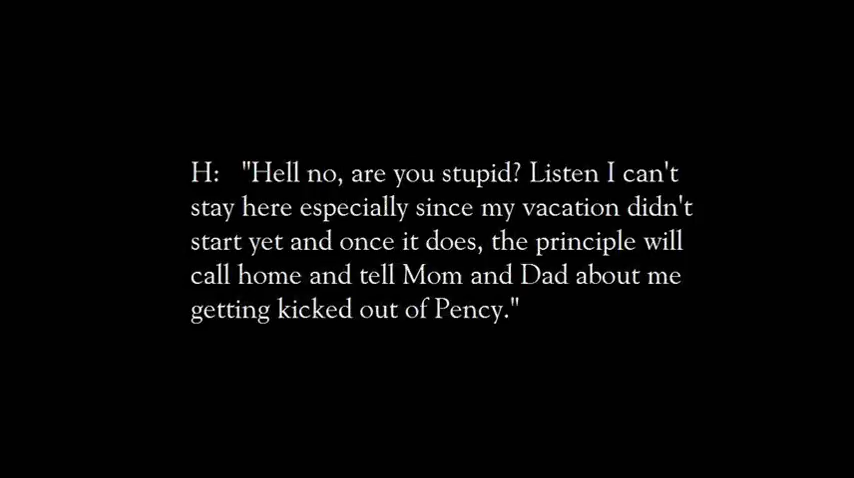 H: "Hell no, are you stupid? Listen I can't
stay here especially since my vacation didn't
start yet and once it does, the principle will
call home and tell Mom and Dad about me
getting kicked out of Pency."